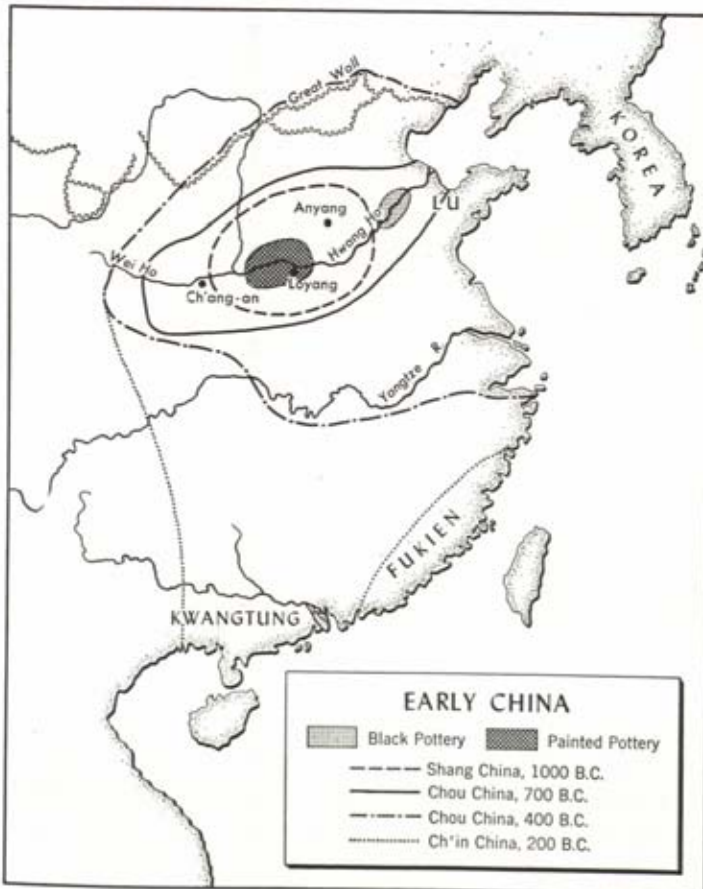 Great Wall
KOREA
Anyang
Hwang Ho
LU
Wei Ho
Ch'ang-an
Loyang
Yangtze R.
FUKIEN
KWANGTUNG
EARLY CHINA
Black Pottery
Painted Pottery
Shang China, 1000 B.C.
Chou China, 700 B.C.
Chou China, 400 B.C.
Ch'in China, 200 B.C.